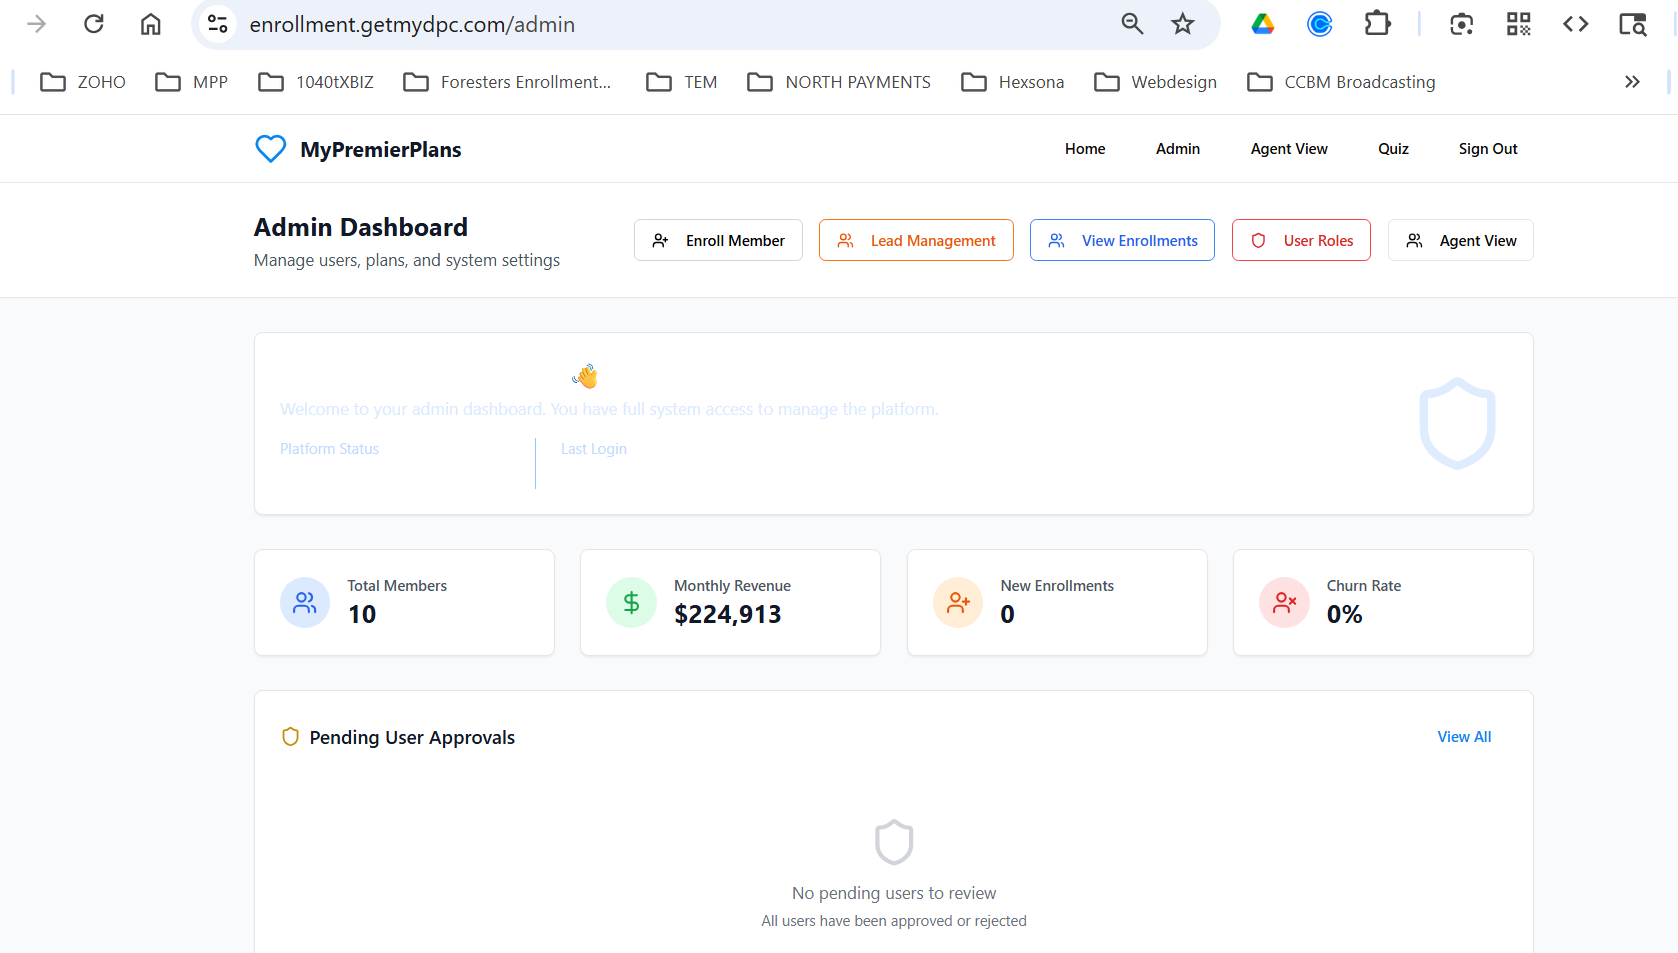 enrollment.getmydpc.com/admin
ZOHO MPP 1040tXBIZ Foresters Enrollment... TEM NORTH PAYMENTS Hexsona Webdesign CCBM Broadcasting
MyPremierPlans Home Admin Agent View Quiz Sign Out
Admin Dashboard
Manage users, plans, and system settings
Enroll Member Lead Management View Enrollments User Roles Agent View
Welcome to your admin dashboard. You have full system access to manage the platform.
Platform Status Last Login
Total Members
10
Monthly Revenue
$224,913
New Enrollments
0
Churn Rate
0%
Pending User Approvals View All
No pending users to review
All users have been approved or rejected